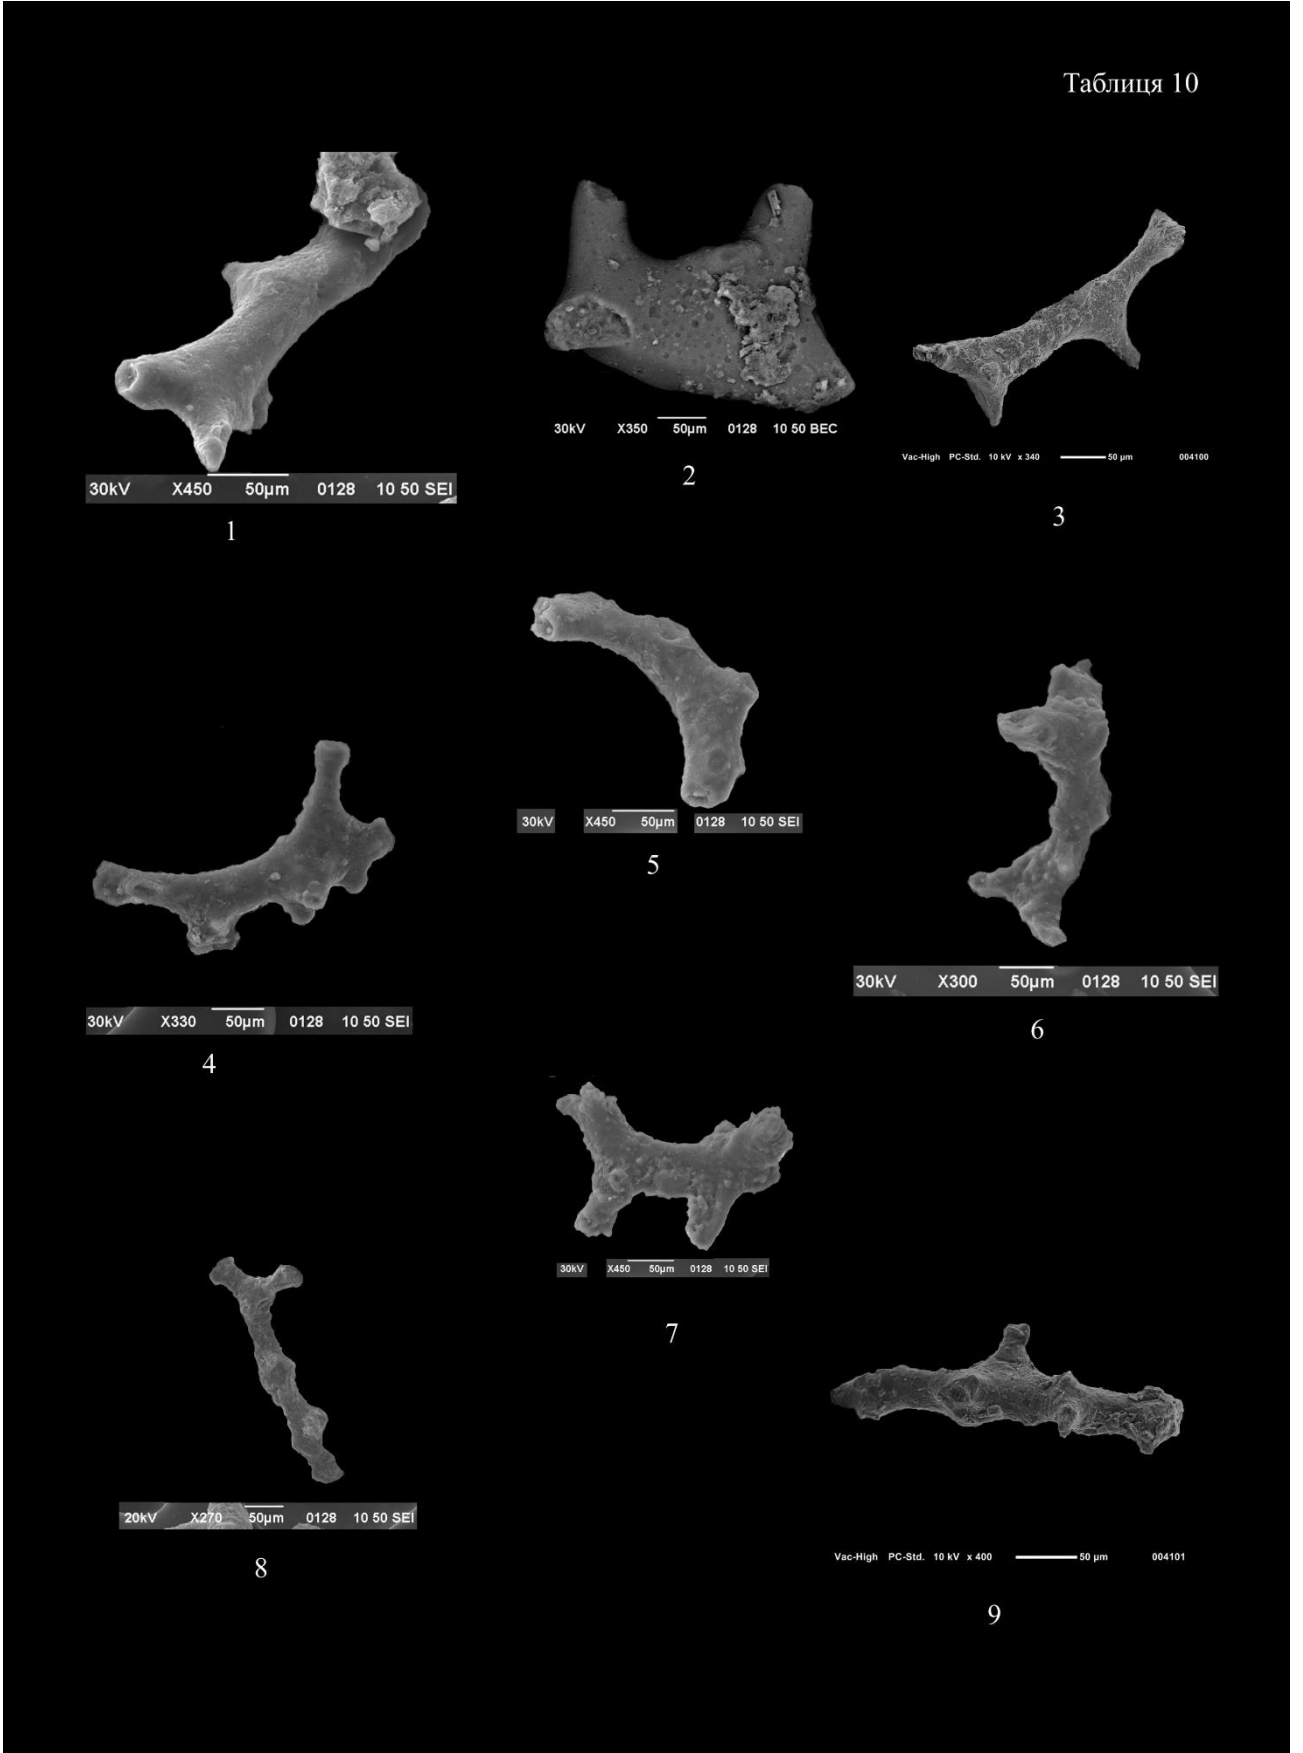 Таблиця 10
30kV X450 50µm 0128 10 50 SEI
1
30kV X350 50µm 0128 10 50 BEC
2
Vac-High PC-Std. 10 kV x 340 50 µm 004100
3
30kV X330 50µm 0128 10 50 SEI
4
30kV X450 50µm 0128 10 50 SEI
5
30kV X300 50µm 0128 10 50 SEI
6
30kV X450 50µm 0128 10 50 SEI
7
20kV X270 50µm 0128 10 50 SEI
8
Vac-High PC-Std. 10 kV x 400 50 µm 004101
9